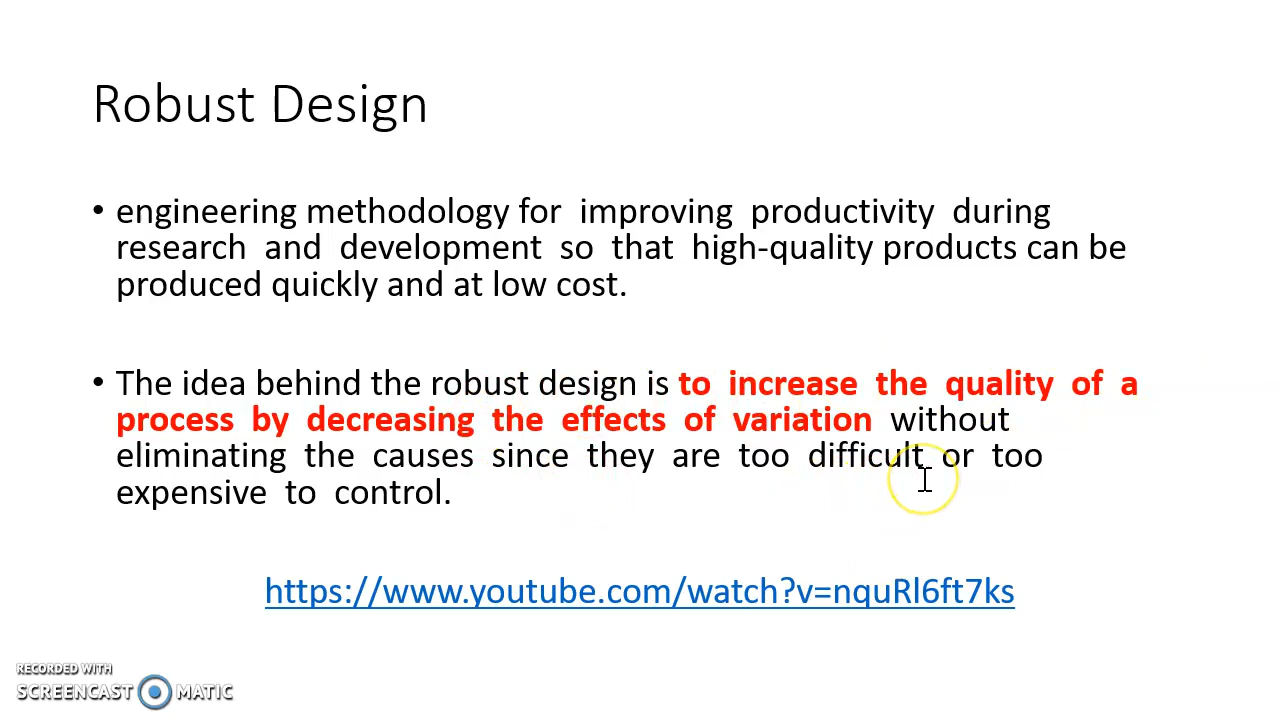 Robust Design
• engineering methodology for improving productivity during
research and development so that high-quality products can be
produced quickly and at low cost.
• The idea behind the robust design is to increase the quality of a
process by decreasing the effects of variation without
eliminating the causes since they are too difficult or too
expensive to control.
https://www.youtube.com/watch?v=nquRl6ft7ks
RECORDED WITH
SCREENCAST MATIC